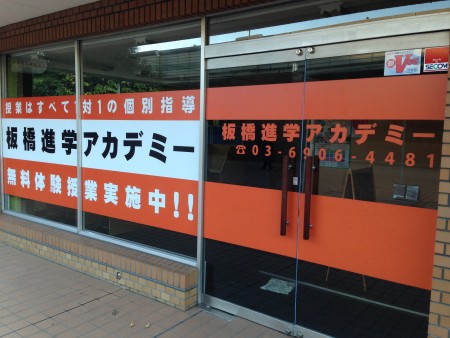 授業はすべて1対1の個別指導
板橋進学アカデミー
無料体験授業実施中!!
板橋進学アカデミー
☎03-6906-4481
SECOM